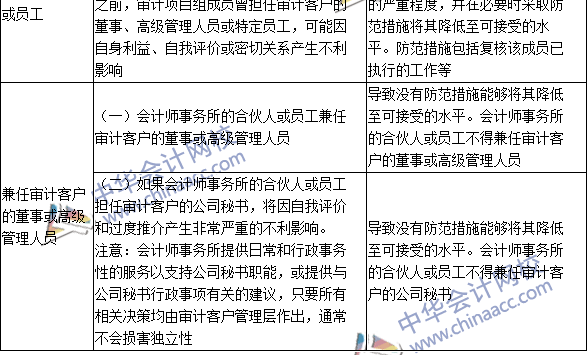 或员工
之前，审计项目组成员曾担任审计客户的
董事、高级管理人员或特定员工，可能因
自身利益、自我评价或密切关系产生不利
影响
的严重程度，并在必要时采取防
范措施将其降低至可接受的水
平。防范措施包括复核该成员已
执行的工作等
兼任审计客户
的董事或高级
管理人员
（一）会计师事务所的合伙人或员工兼任
审计客户的董事或高级管理人员
导致没有防范措施能够将其降低
至可接受的水平。会计师事务所
的合伙人或员工不得兼任审计客
户的董事或高级管理人员
（二）如果会计师事务所的合伙人或员工
担任审计客户的公司秘书，将因自我评价
和过度推介产生非常严重的不利影响。
注意：会计师事务所提供日常和行政事务
性的服务以支持公司秘书职能，或提供与
公司秘书行政事项有关的建议，只要所有
相关决策均由审计客户管理层作出，通常
不会损害独立性
导致没有防范措施能够将其降低
至可接受的水平。会计师事务所
的合伙人或员工不得兼任审计客
户的公司秘书
中华会计网校
www.chinaacc.com
中华会计网校
www.chinaacc.com